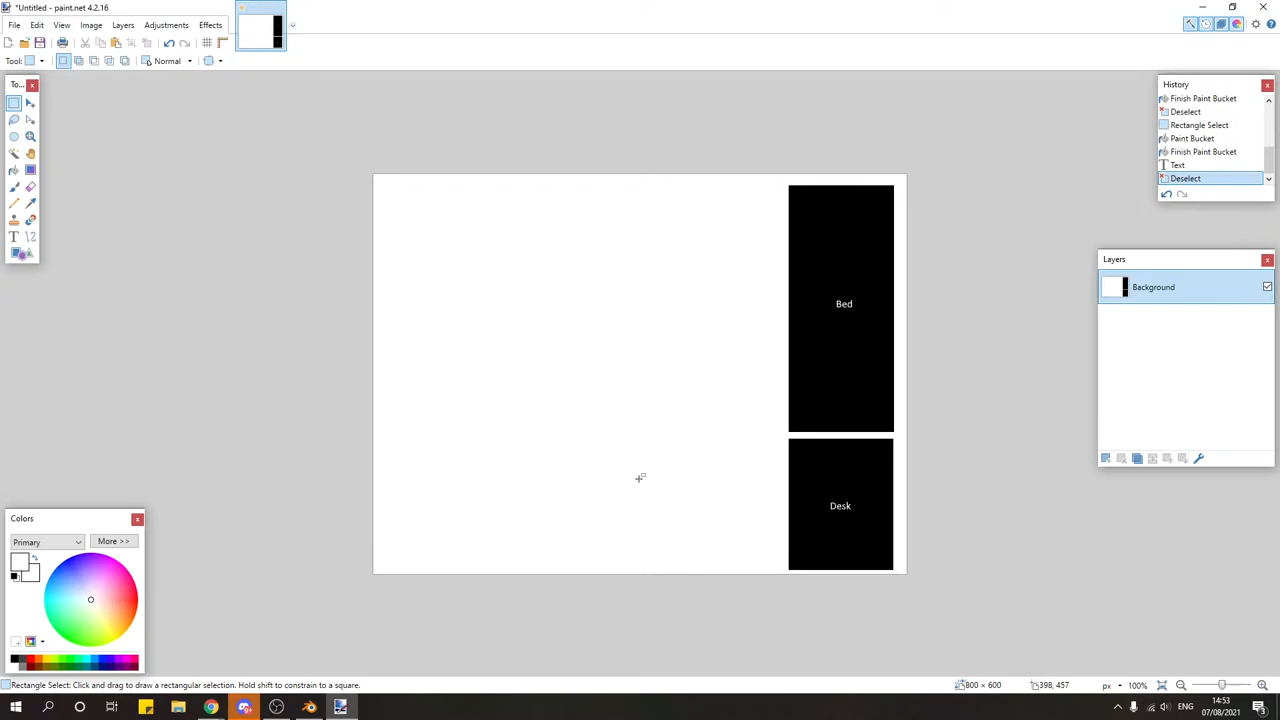 *Untitled - paint.net 4.2.16
File Edit View Image Layers Adjustments Effects
Tool: Normal
To...
History
Finish Paint Bucket
Deselect
Rectangle Select
Paint Bucket
Finish Paint Bucket
Text
Deselect
Layers
Background
Bed
Desk
Colors
Primary More >>
Rectangle Select: Click and drag to draw a rectangular selection. Hold shift to constrain to a square.
800 × 600 398, 457 px 100%
ENG
14:53
07/08/2021